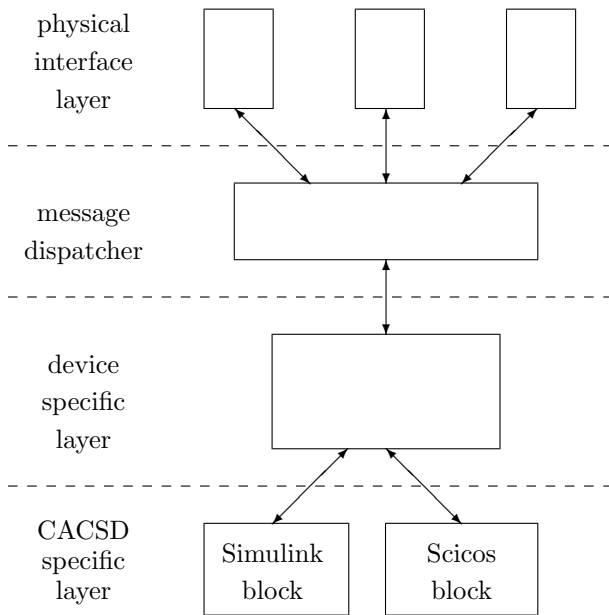 physical
interface
layer
message
dispatcher
device
specific
layer
CACSD
specific
layer
Simulink
block
Scicos
block